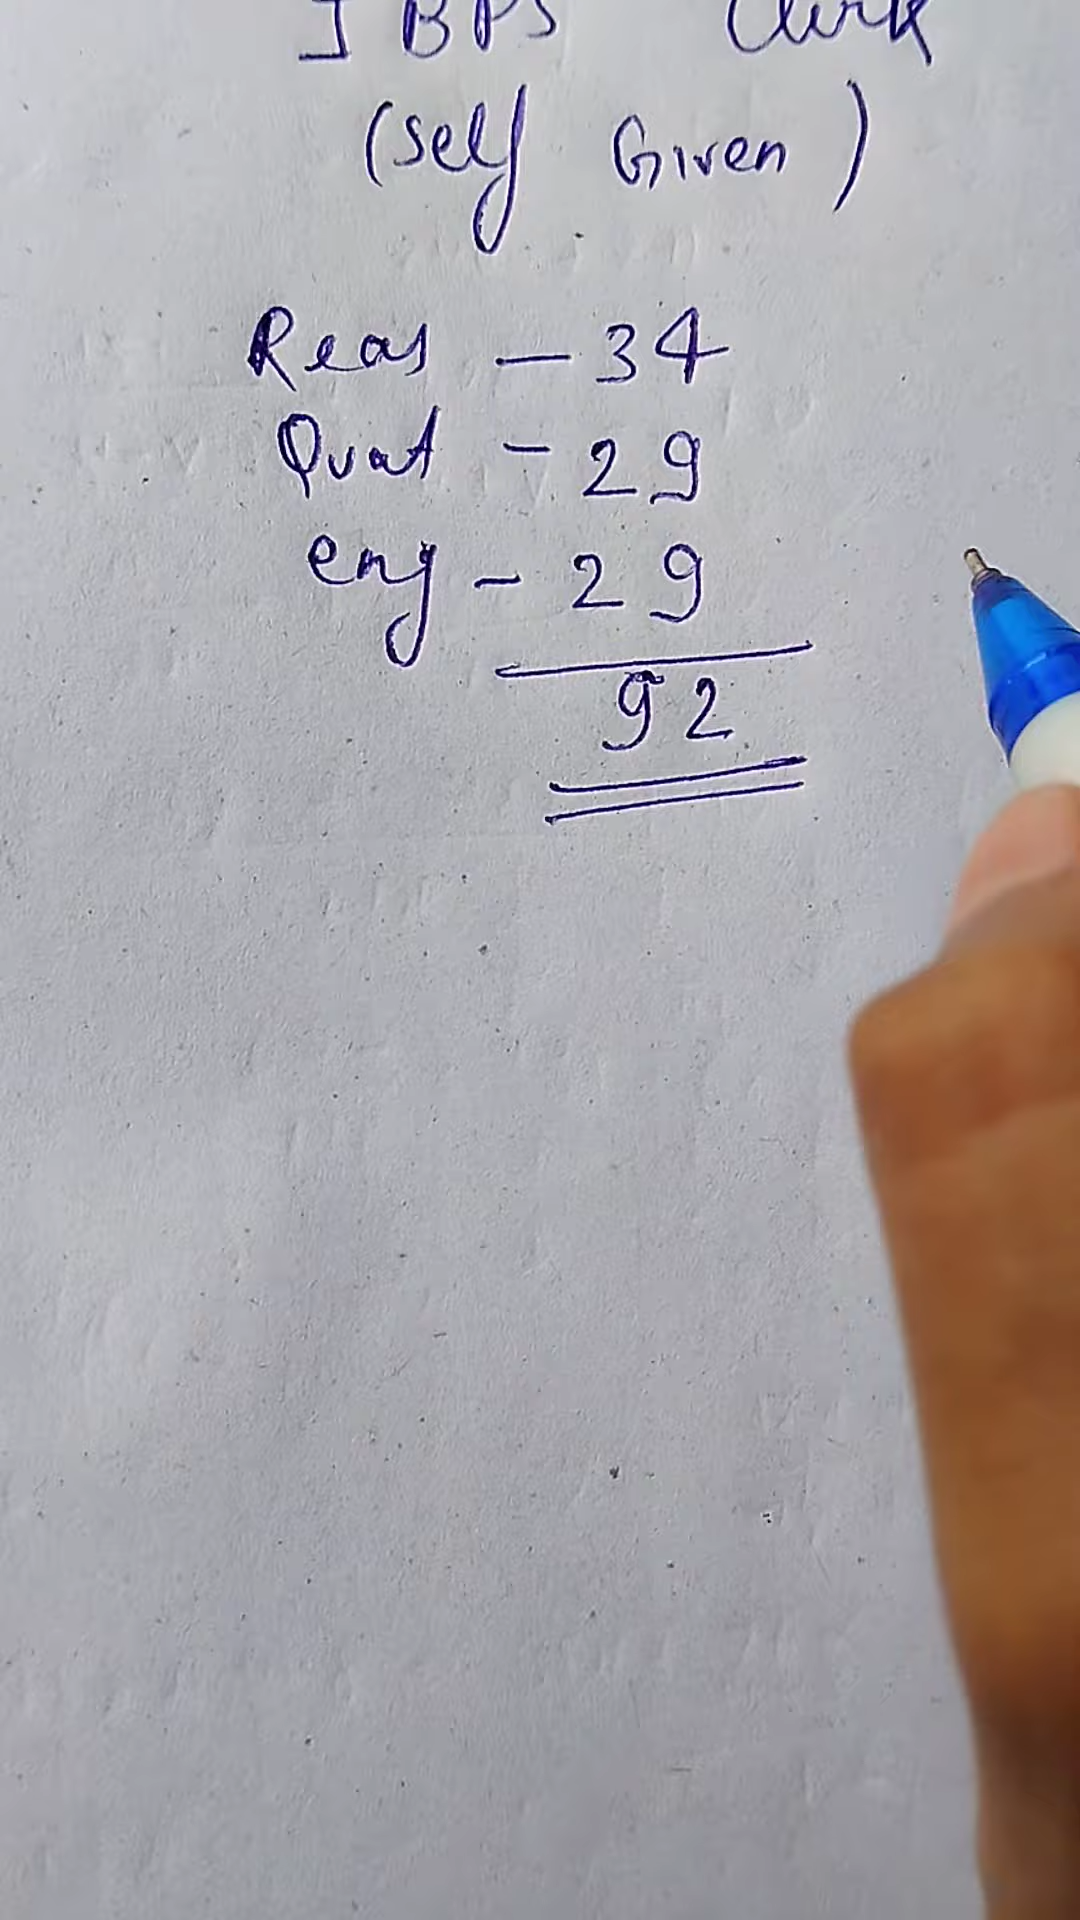 IBPS Clerk
(Self Given)
Reas - 34
Quat - 29
eng - 29
92